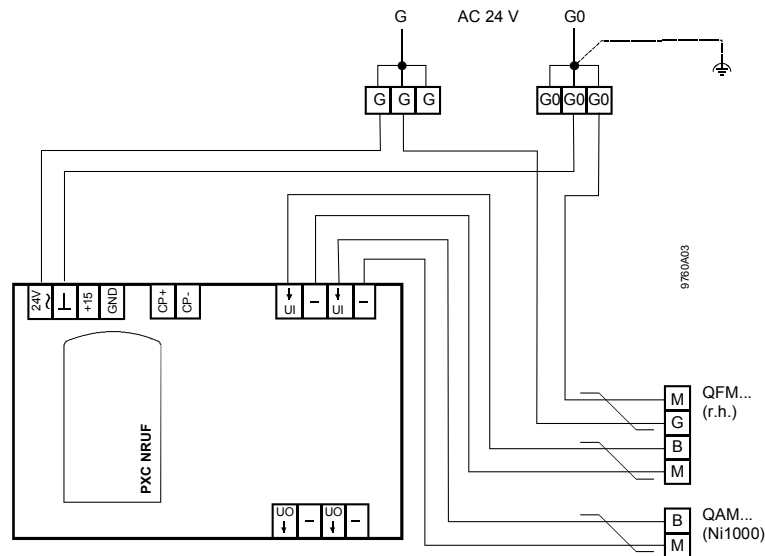 G AC 24 V G0
G G G G0 G0 G0
9760A03
24V ~ ⊥ +15 GND CP+ CP- UI - UI -
PXC NRUF
UO - UO -
M QFM...
G (r.h.)
B
M
B QAM...
M (Ni1000)